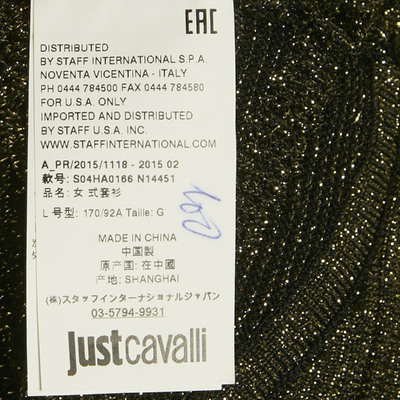 EAC
DISTRIBUTED
BY STAFF INTERNATIONAL S.P.A.
NOVENTA VICENTINA - ITALY
PH 0444 784500 FAX 0444 784580
FOR U.S.A. ONLY
IMPORTED AND DISTRIBUTED
BY STAFF U.S.A. INC.
WWW.STAFFINTERNATIONAL.COM
A_PR/2015/1118 - 2015 02
款号: S04HA0166 N14451
品名: 女 式套衫
L 号型: 170/92A Taille: G
MADE IN CHINA
中国製
原产国: 在中國
产地: SHANGHAI
(株)スタッフインターナショナルジャパン
03-5794-9931
Justcavalli